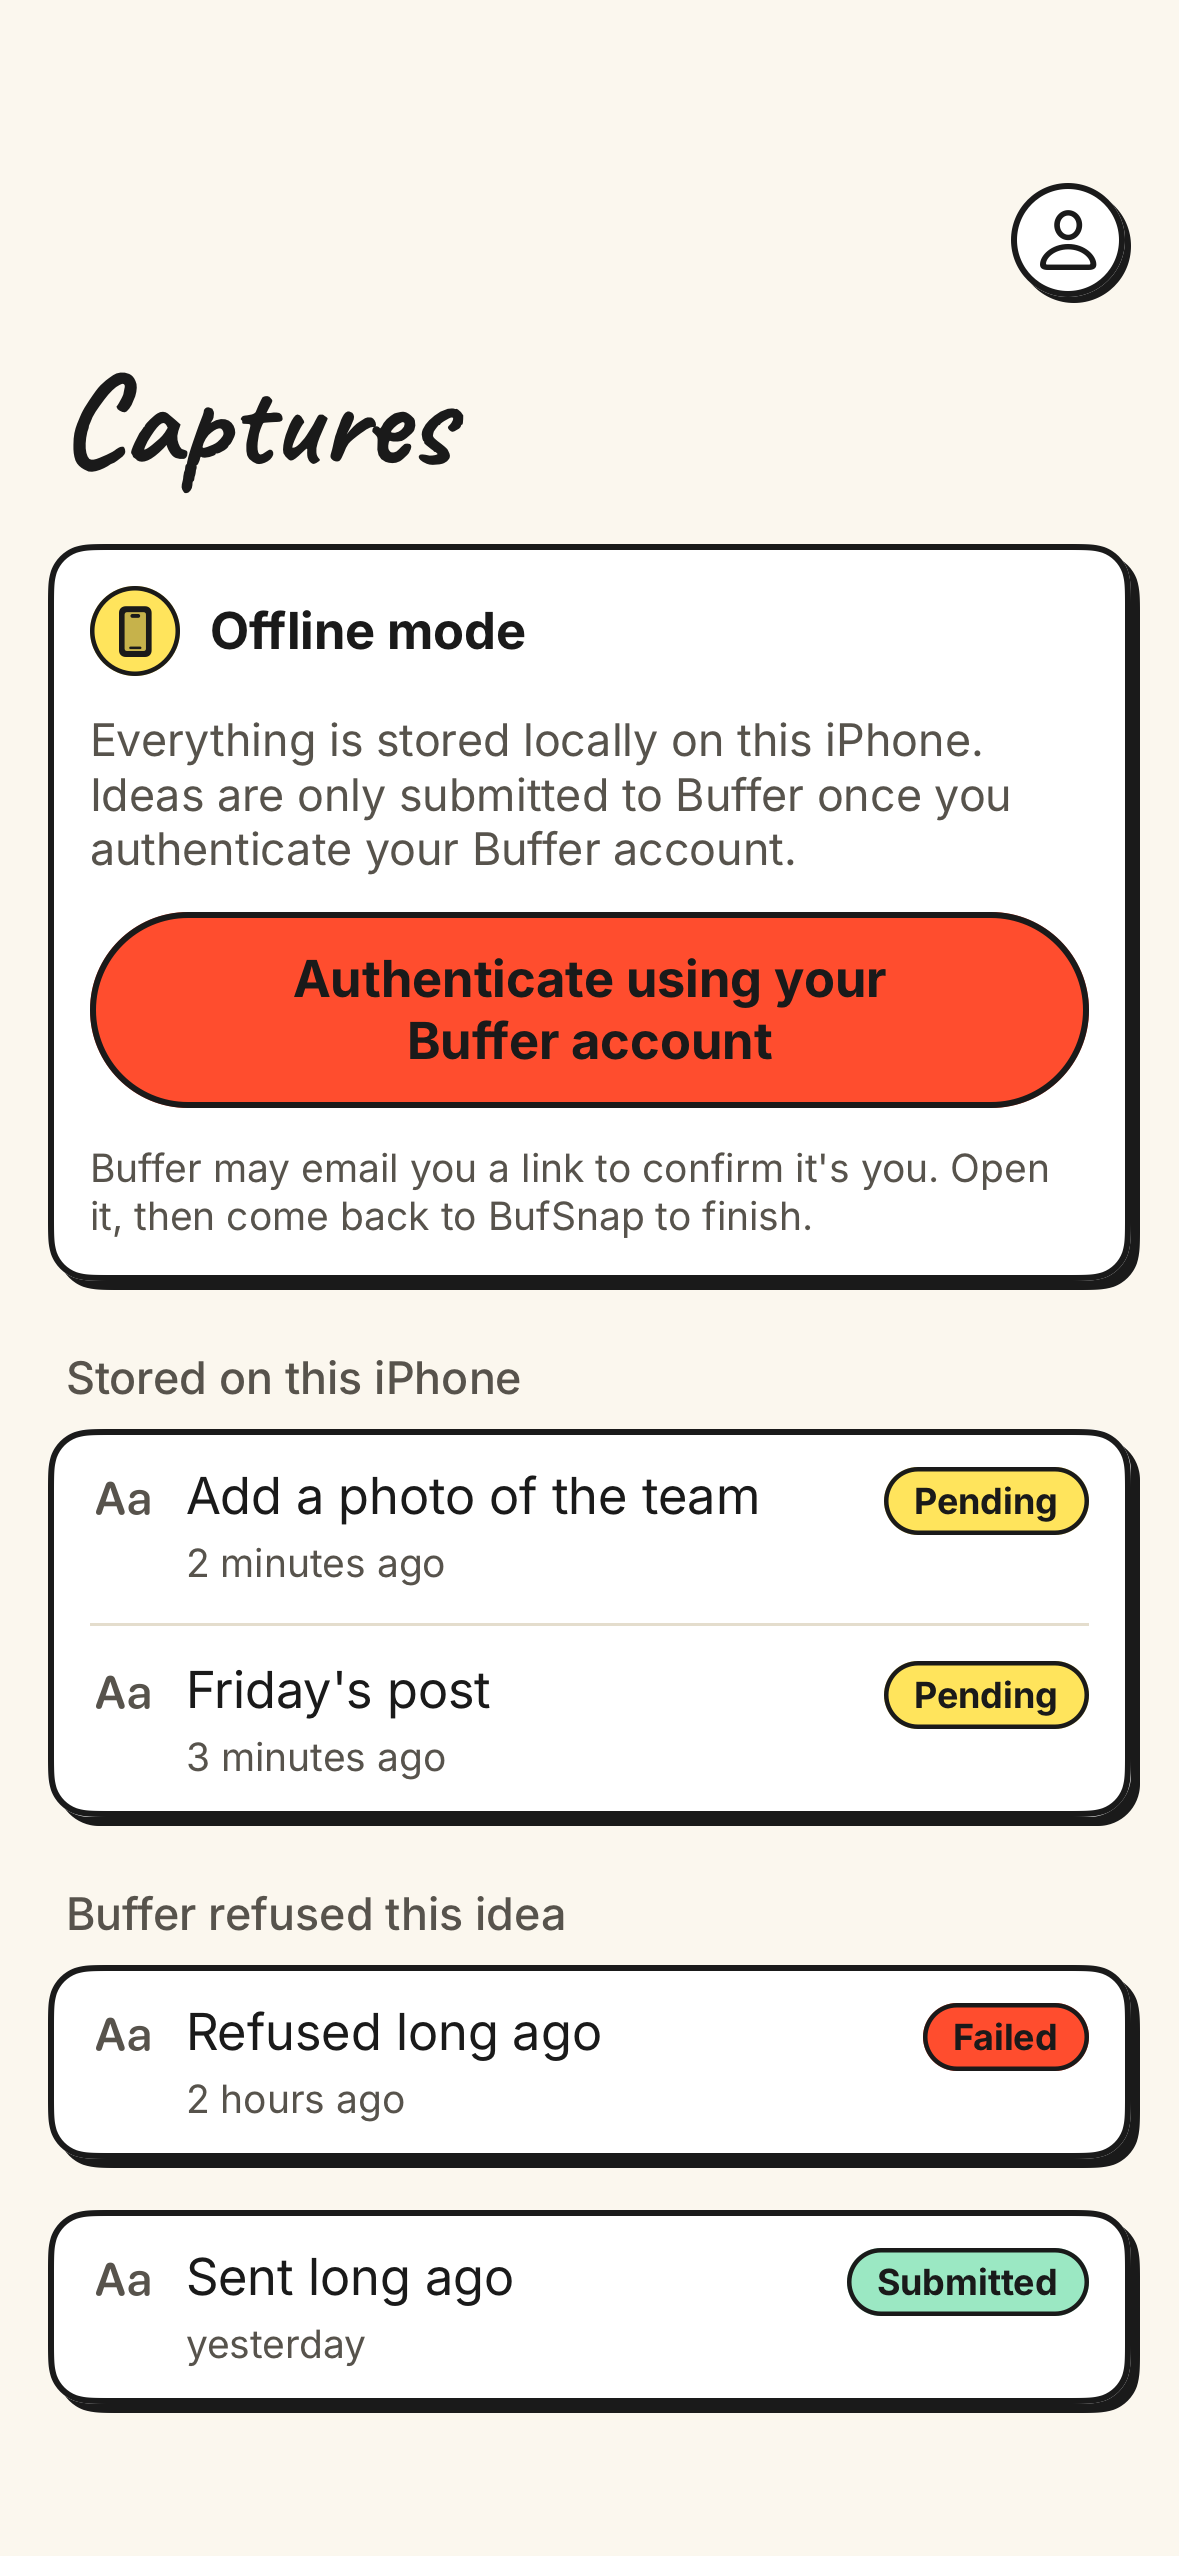 Captures
Offline mode
Everything is stored locally on this iPhone.
Ideas are only submitted to Buffer once you
authenticate your Buffer account.
Authenticate using your
Buffer account
Buffer may email you a link to confirm it's you. Open
it, then come back to BufSnap to finish.
Stored on this iPhone
Aa Add a photo of the team Pending
2 minutes ago
Aa Friday's post Pending
3 minutes ago
Buffer refused this idea
Aa Refused long ago Failed
2 hours ago
Aa Sent long ago Submitted
yesterday